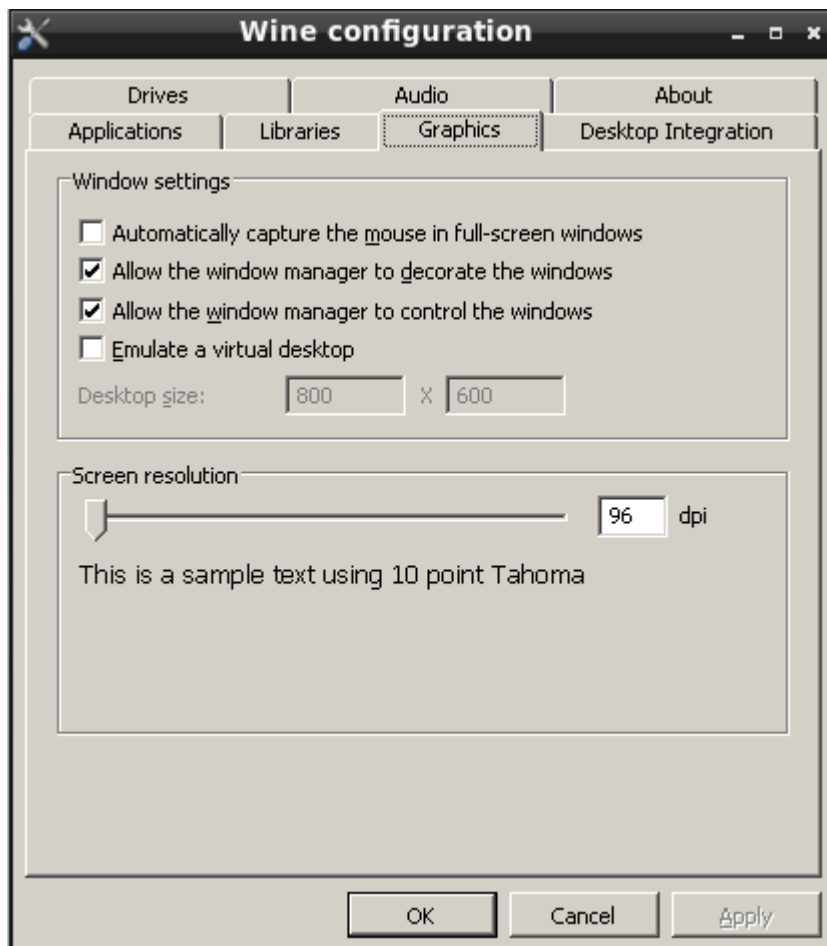 Wine configuration
Drives Audio About
Applications Libraries Graphics Desktop Integration
Window settings
Automatically capture the mouse in full-screen windows
Allow the window manager to decorate the windows
Allow the window manager to control the windows
Emulate a virtual desktop
Desktop size: 800 X 600
Screen resolution
96 dpi
This is a sample text using 10 point Tahoma
OK Cancel Apply